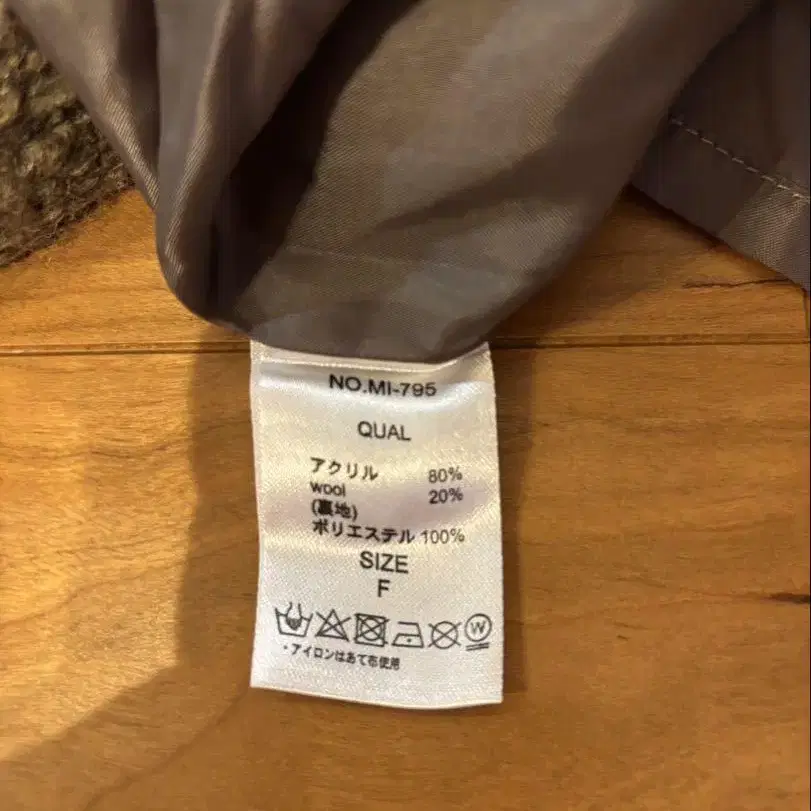 NO.MI-795
QUAL
アクリル 80%
wool 20%
(裏地)
ポリエステル 100%
SIZE
F
W
・アイロンはあて布使用